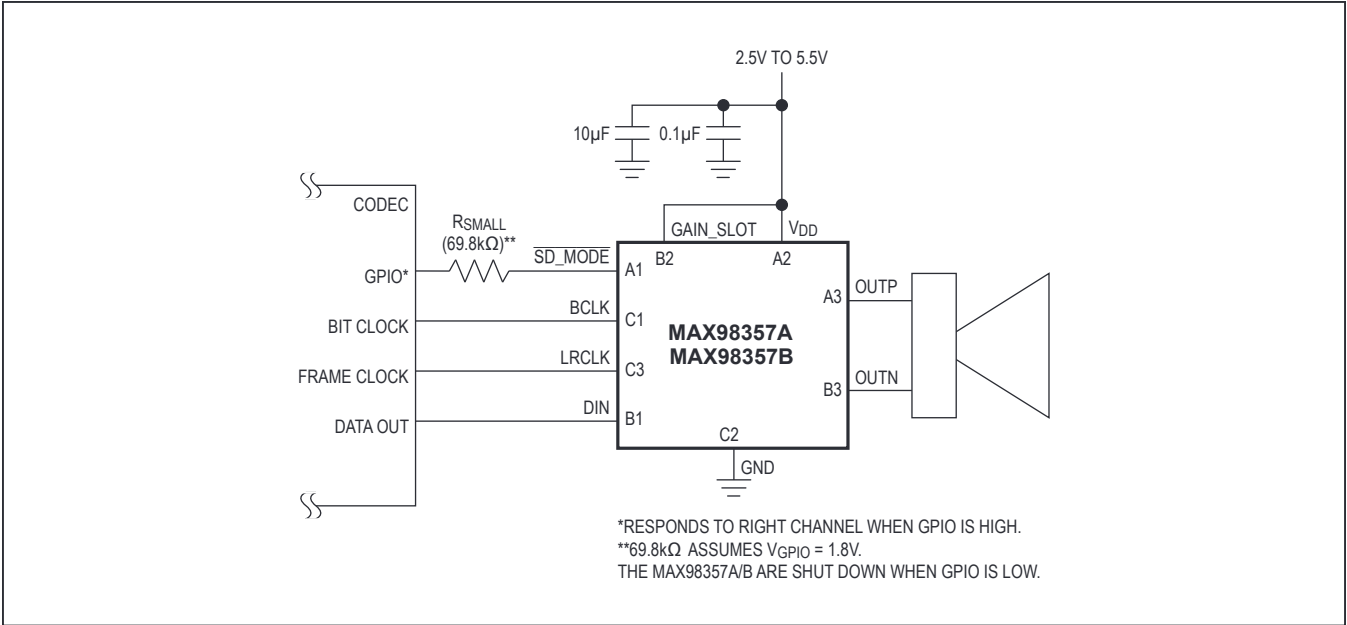 2.5V TO 5.5V
10µF
0.1µF
CODEC
RSMALL
(69.8kΩ)**
GAIN_SLOT
VDD
SD_MODE
B2
A2
GPIO*
A1
A3
OUTP
BCLK
BIT CLOCK
C1
MAX98357A
MAX98357B
LRCLK
FRAME CLOCK
C3
B3
OUTN
DIN
DATA OUT
B1
C2
GND
*RESPONDS TO RIGHT CHANNEL WHEN GPIO IS HIGH.
**69.8kΩ ASSUMES VGPIO = 1.8V.
THE MAX98357A/B ARE SHUT DOWN WHEN GPIO IS LOW.